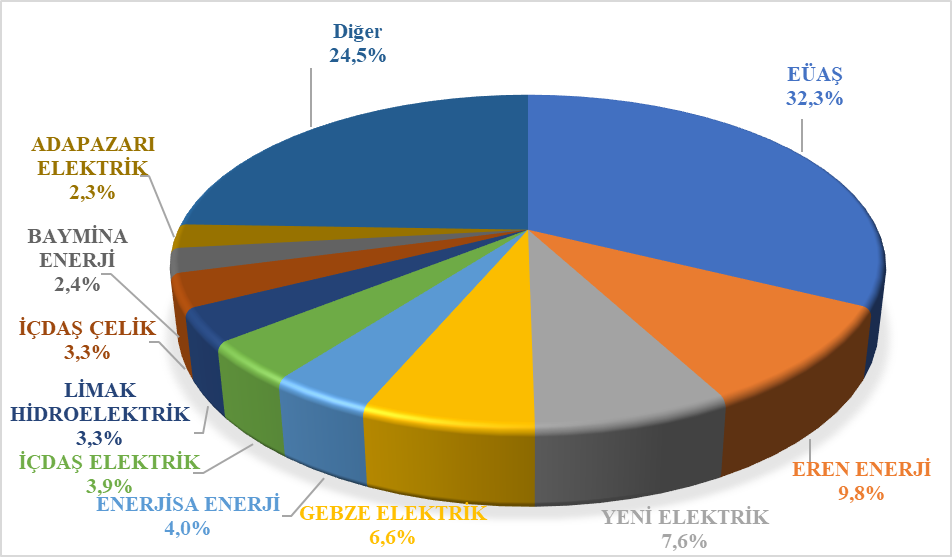 Diğer
24,5%
EÜAŞ
32,3%
ADAPAZARI
ELEKTRİK
2,3%
BAYMİNA
ENERJİ
2,4%
İÇDAŞ ÇELİK
3,3%
LİMAK
HİDROELEKTRİK
3,3%
İÇDAŞ ELEKTRİK
3,9%
ENERJİSA ENERJİ
4,0%
GEBZE ELEKTRİK
6,6%
YENİ ELEKTRİK
7,6%
EREN ENERJİ
9,8%